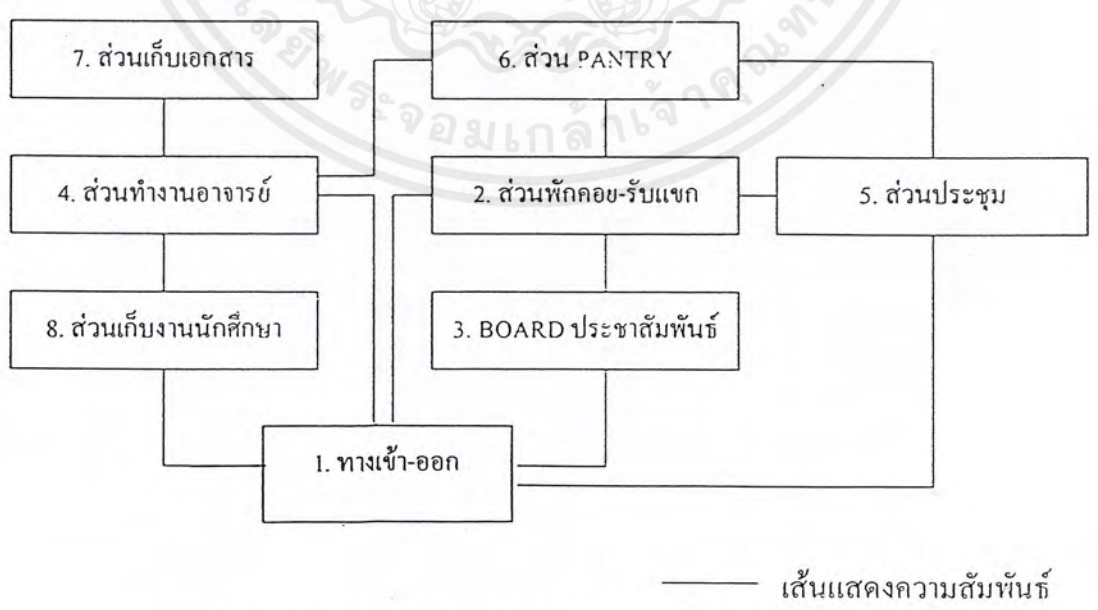 7. ส่วนเก็บเอกสาร
6. ส่วน PANTRY
4. ส่วนทำงานอาจารย์
2. ส่วนพักคอย-รับแขก
5. ส่วนประชุม
8. ส่วนเก็บงานนักศึกษา
3. BOARD ประชาสัมพันธ์
1. ทางเข้า-ออก
เส้นแสดงความสัมพันธ์